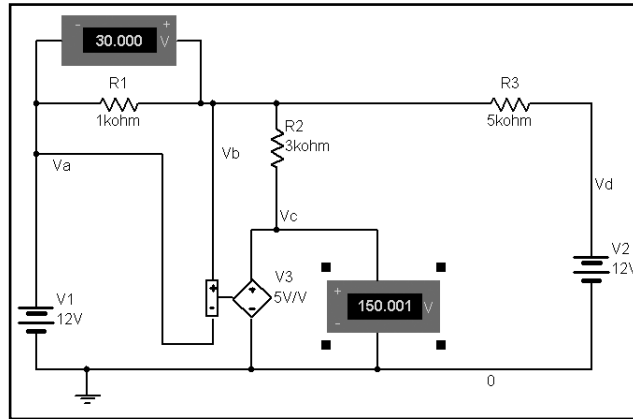 - +
30.000 V
R1
1kohm
R3
5kohm
R2
3kohm
Va
Vb
Vd
Vc
V1
12V
+
-
+
-
V3
5V/V
+
-
150.001 V
V2
12V
0